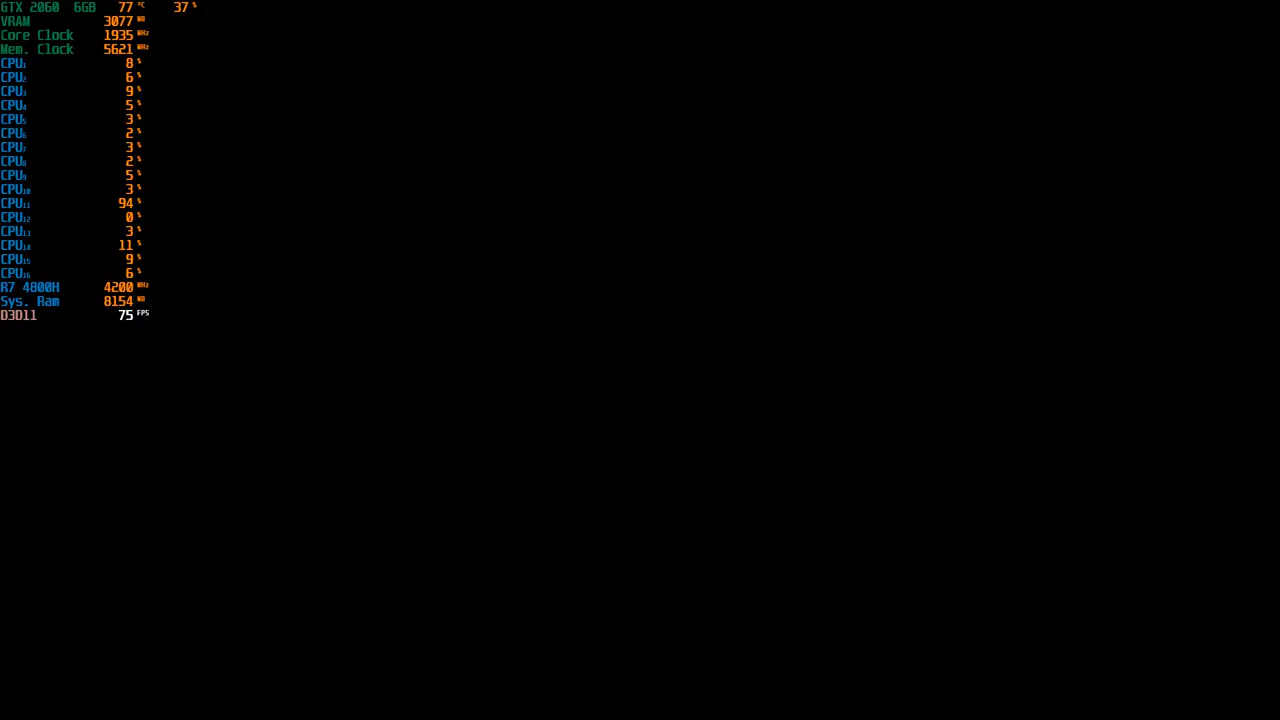 GTX 2060 6GB 77 °C 37 %
VRAM 3077 MB
Core Clock 1935 MHz
Mem. Clock 5621 MHz
CPU1 8 %
CPU2 6 %
CPU3 9 %
CPU4 5 %
CPU5 3 %
CPU6 2 %
CPU7 3 %
CPU8 2 %
CPU9 5 %
CPU10 3 %
CPU11 94 %
CPU12 0 %
CPU13 3 %
CPU14 11 %
CPU15 9 %
CPU16 6 %
R7 4800H 4200 MHz
Sys. Ram 8154 MB
D3D11 75 FPS